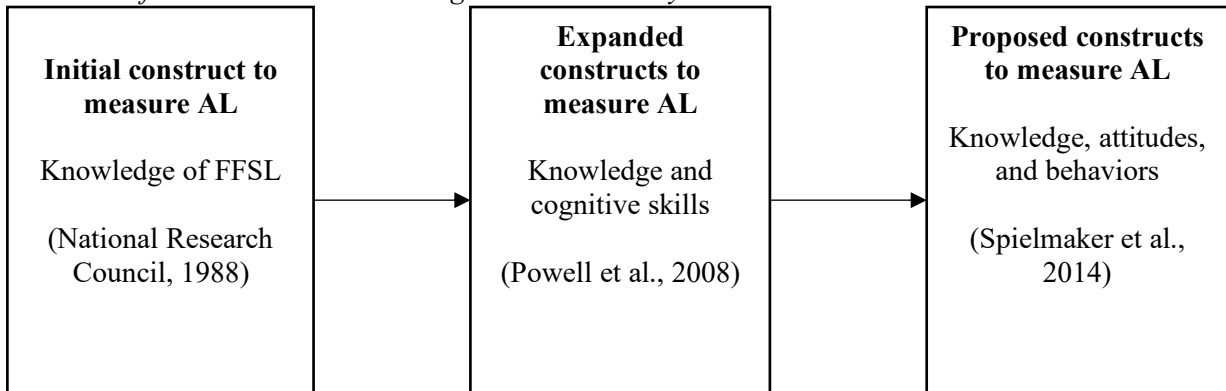 Initial construct to
measure AL
Knowledge of FFSL
(National Research
Council, 1988)
Expanded
constructs to
measure AL
Knowledge and
cognitive skills
(Powell et al., 2008)
Proposed constructs
to measure AL
Knowledge, attitudes,
and behaviors
(Spielmaker et al.,
2014)